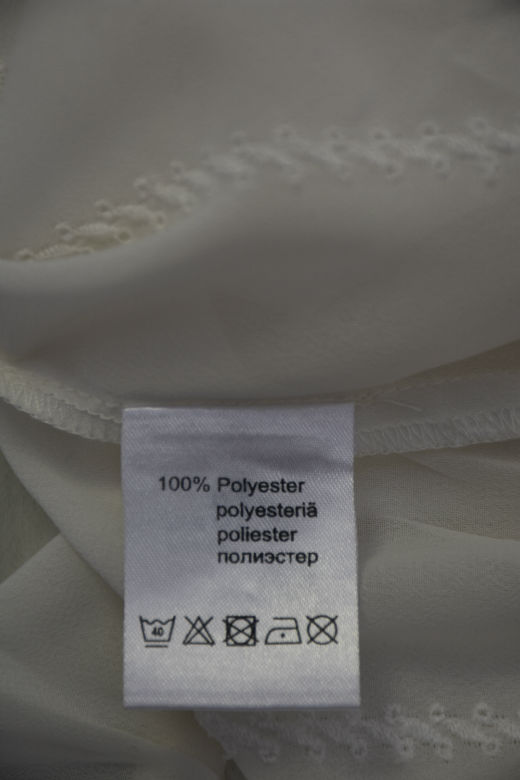 100% Polyester
polyesteriä
poliester
полиэстер
40